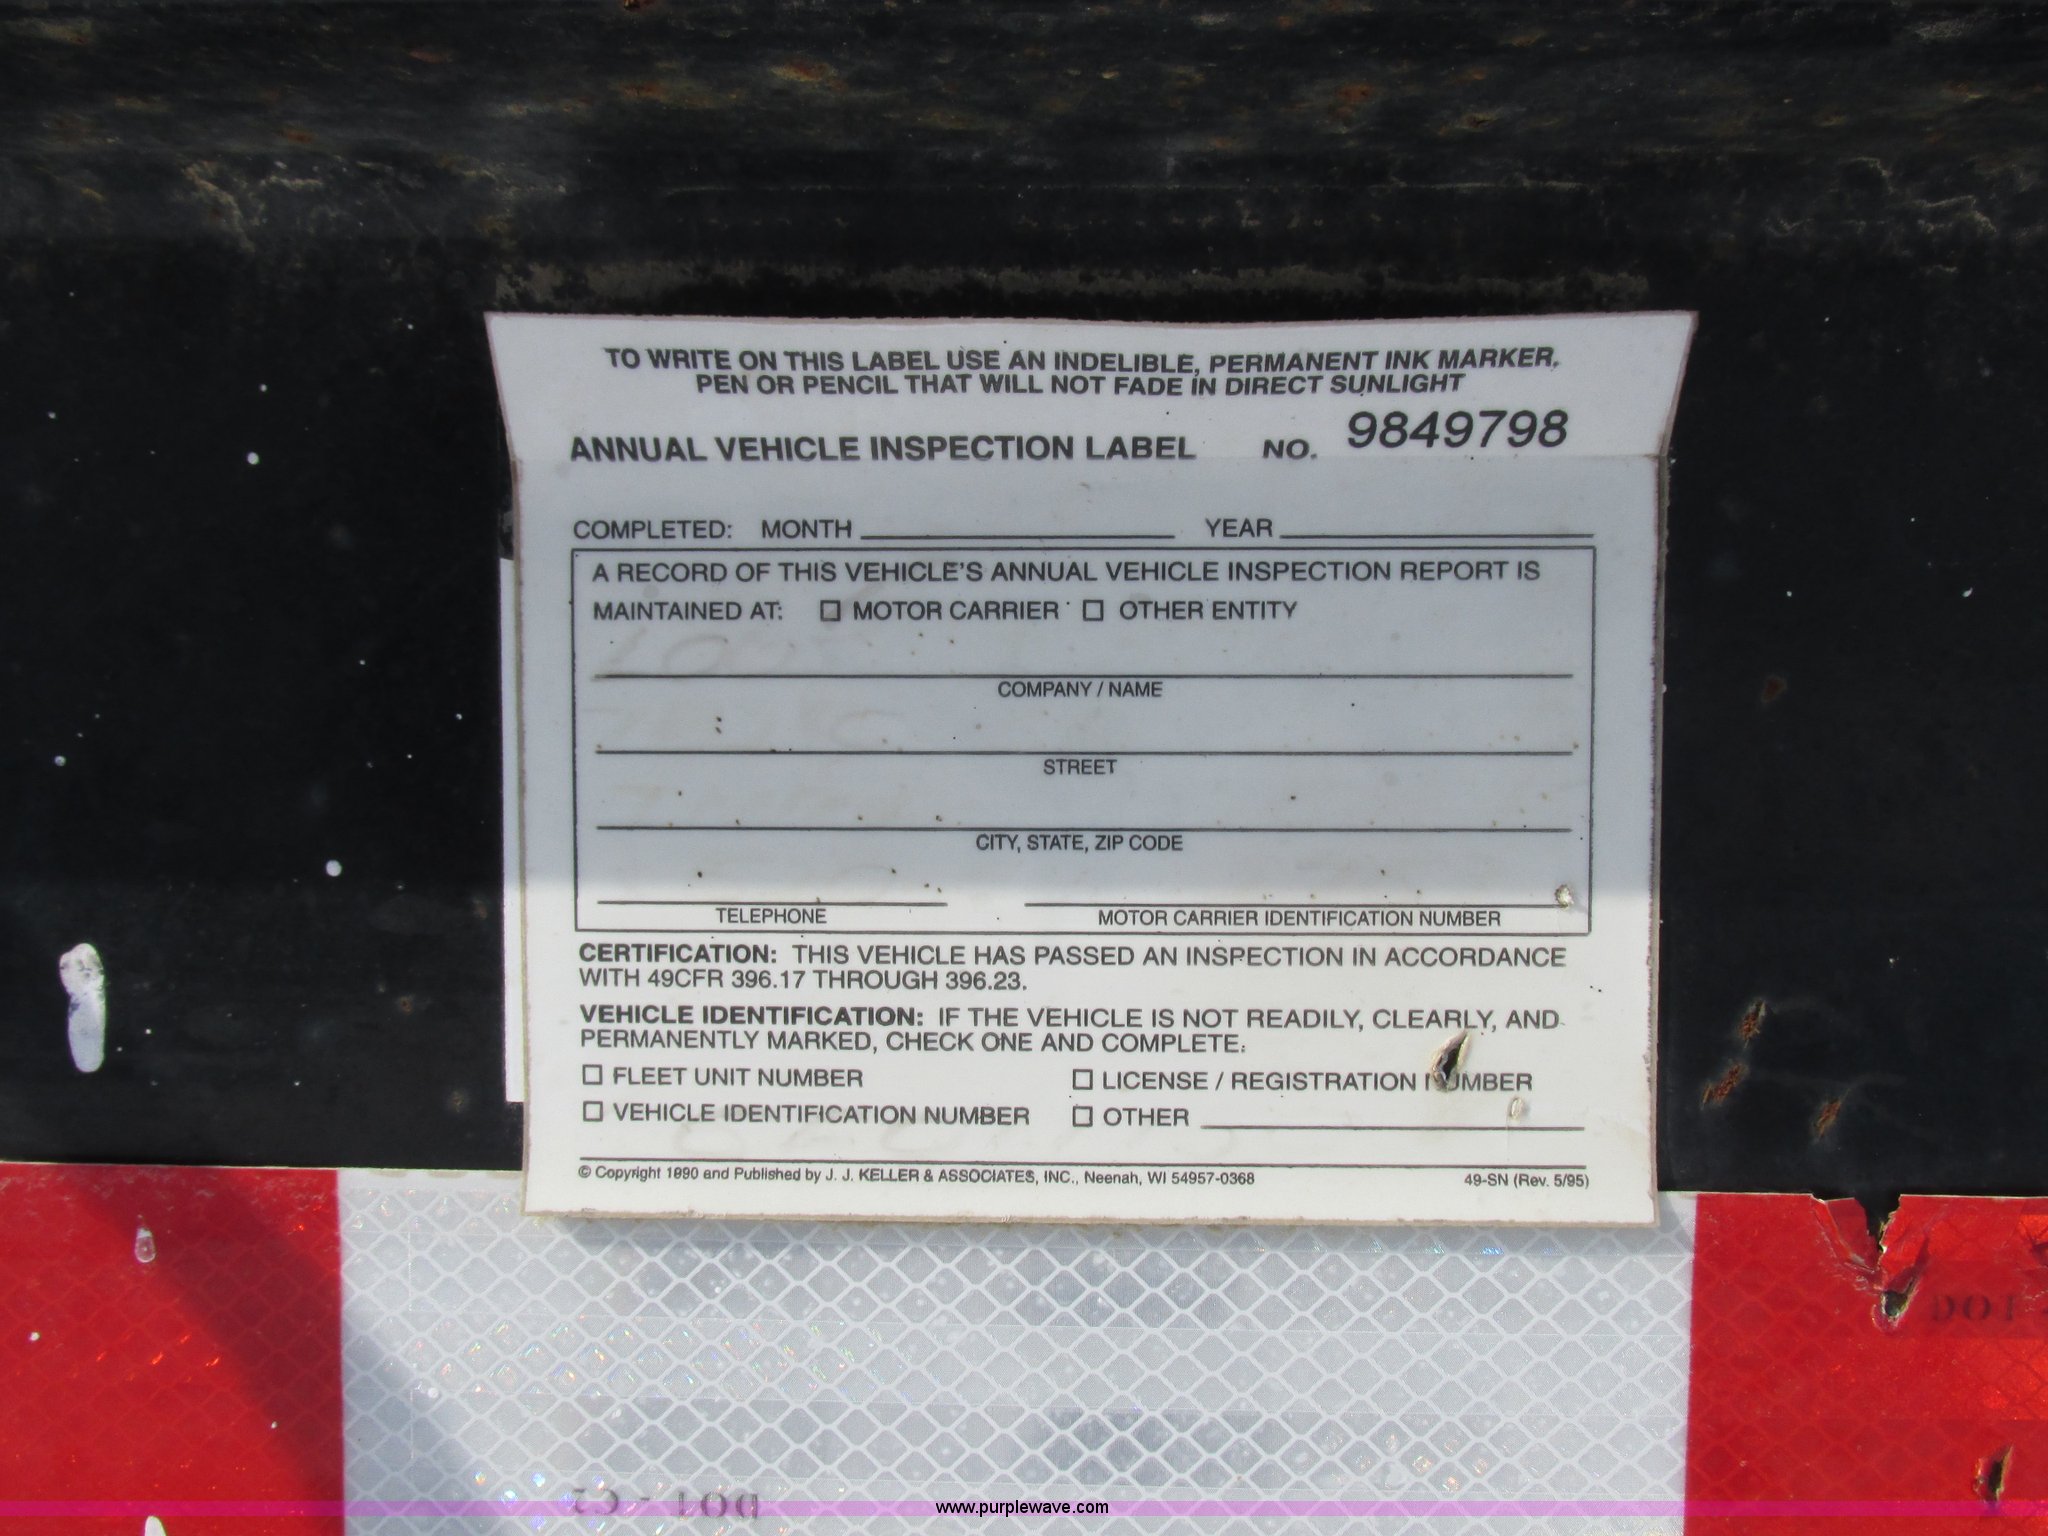 TO WRITE ON THIS LABEL USE AN INDELIBLE, PERMANENT INK MARKER,
PEN OR PENCIL THAT WILL NOT FADE IN DIRECT SUNLIGHT
ANNUAL VEHICLE INSPECTION LABEL NO. 9849798
COMPLETED: MONTH YEAR
A RECORD OF THIS VEHICLE'S ANNUAL VEHICLE INSPECTION REPORT IS
MAINTAINED AT: ☐ MOTOR CARRIER ☐ OTHER ENTITY
COMPANY / NAME
STREET
CITY, STATE, ZIP CODE
TELEPHONE MOTOR CARRIER IDENTIFICATION NUMBER
CERTIFICATION: THIS VEHICLE HAS PASSED AN INSPECTION IN ACCORDANCE
WITH 49CFR 396.17 THROUGH 396.23.
VEHICLE IDENTIFICATION: IF THE VEHICLE IS NOT READILY, CLEARLY, AND
PERMANENTLY MARKED, CHECK ONE AND COMPLETE:
☐ FLEET UNIT NUMBER ☐ LICENSE / REGISTRATION NUMBER
☐ VEHICLE IDENTIFICATION NUMBER ☐ OTHER
© Copyright 1990 and Published by J. J. KELLER & ASSOCIATES, INC., Neenah, WI 54957-0368 49-SN (Rev. 5/95)
DOT -
DOT - C2
www.purplewave.com